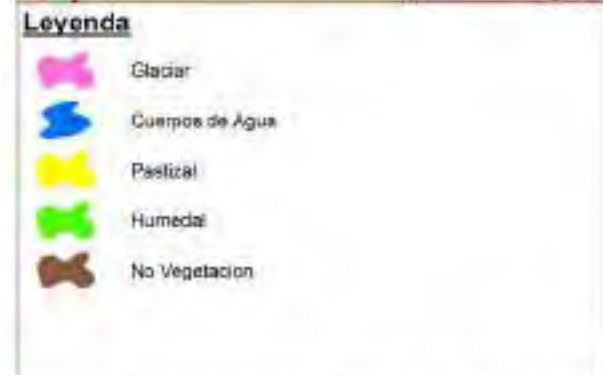 Leyenda
Glaciar
Cuerpos de Agua
Pastizal
Humedal
No Vegetacion